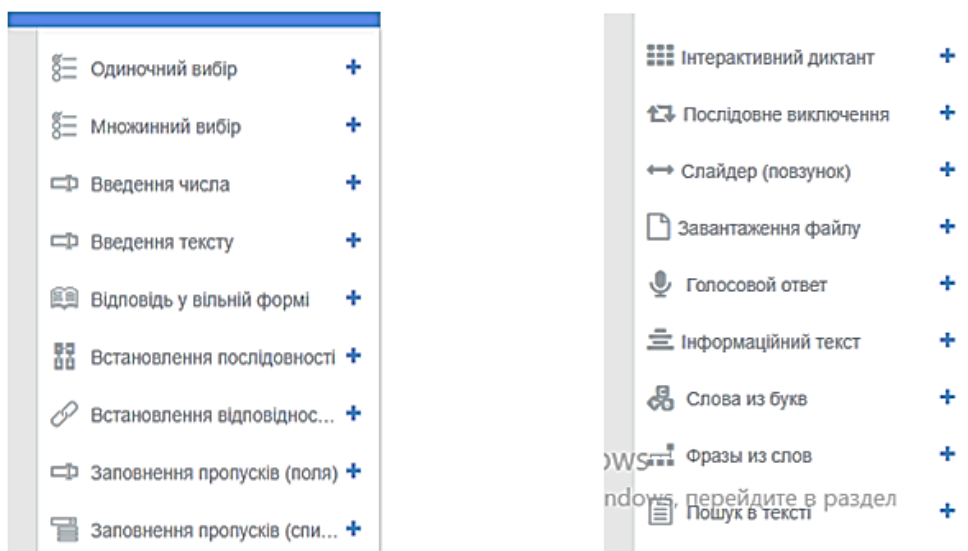 Одиночний вибір
Множинний вибір
Введення числа
Введення тексту
Відповідь у вільній формі
Встановлення послідовності
Встановлення відповіднос...
Заповнення пропусків (поля)
Заповнення пропусків (спи...
Інтерактивний диктант
Послідовне виключення
Слайдер (повзунок)
Завантаження файлу
Голосовой ответ
Інформаційний текст
Слова из букв
ows
Фразы из слов
ndows, перейдите в раздел
Пошук в тексті